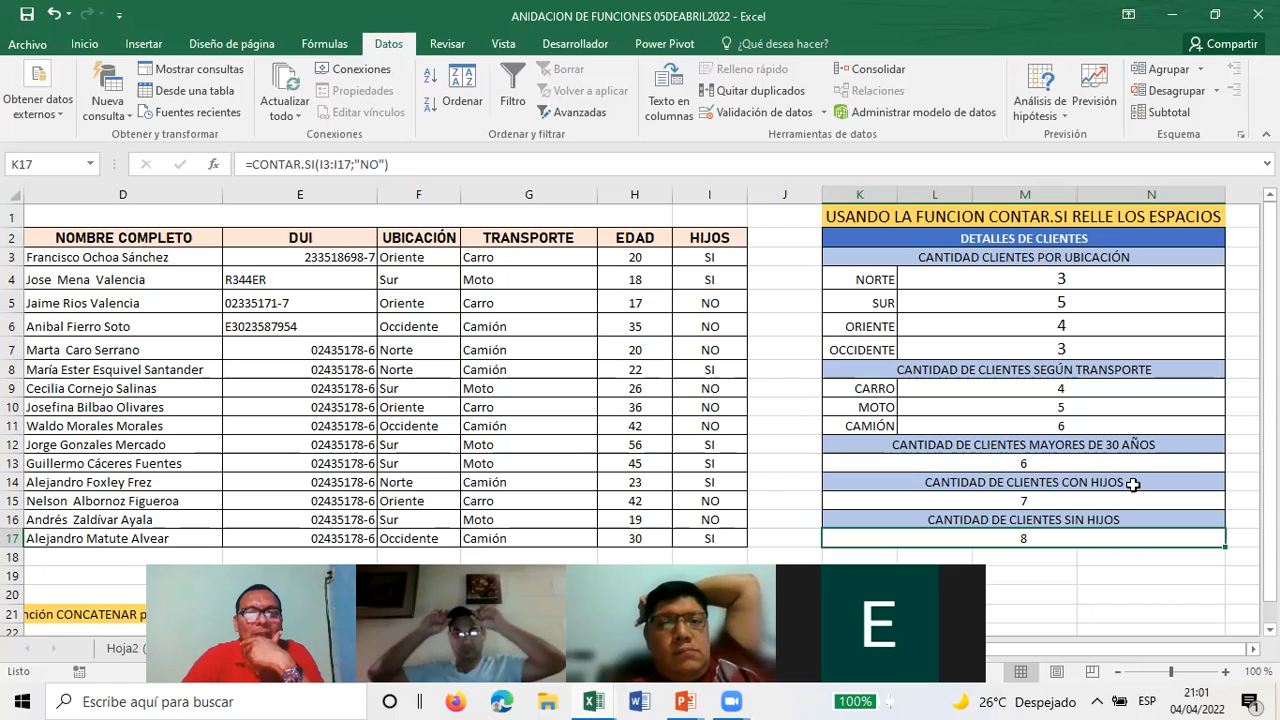 ANIDACION DE FUNCIONES 05DEABRIL2022 - Excel
Archivo Inicio Insertar Diseño de página Fórmulas Datos Revisar Vista Desarrollador Power Pivot ¿Qué desea hacer? Compartir
Obtener datos externos
Nueva consulta
Mostrar consultas
Desde una tabla
Fuentes recientes
Obtener y transformar
Actualizar todo
Conexiones
Propiedades
Editar vínculos
Conexiones
Ordenar
Filtro
Borrar
Volver a aplicar
Avanzadas
Ordenar y filtrar
Texto en columnas
Relleno rápido
Quitar duplicados
Validación de datos
Consolidar
Relaciones
Administrar modelo de datos
Herramientas de datos
Análisis de hipótesis
Previsión
Previsión
Agrupar
Desagrupar
Subtotal
Esquema
K17 fx =CONTAR.SI(I3:I17;"NO")
D E F G H I J K L M N
1 USANDO LA FUNCION CONTAR.SI RELLE LOS ESPACIOS
2 NOMBRE COMPLETO DUI UBICACIÓN TRANSPORTE EDAD HIJOS DETALLES DE CLIENTES
3 Francisco Ochoa Sánchez 233518698-7 Oriente Carro 20 SI CANTIDAD CLIENTES POR UBICACIÓN
4 Jose Mena Valencia R344ER Sur Moto 18 SI NORTE 3
5 Jaime Rios Valencia 02335171-7 Oriente Carro 17 NO SUR 5
6 Anibal Fierro Soto E3023587954 Occidente Camión 35 NO ORIENTE 4
7 Marta Caro Serrano 02435178-6 Norte Camión 20 NO OCCIDENTE 3
8 María Ester Esquivel Santander 02435178-6 Norte Camión 22 SI CANTIDAD DE CLIENTES SEGÚN TRANSPORTE
9 Cecilia Cornejo Salinas 02435178-6 Sur Moto 26 NO CARRO 4
10 Josefina Bilbao Olivares 02435178-6 Oriente Carro 36 NO MOTO 5
11 Waldo Morales Morales 02435178-6 Occidente Camión 42 NO CAMIÓN 6
12 Jorge Gonzales Mercado 02435178-6 Sur Moto 56 SI CANTIDAD DE CLIENTES MAYORES DE 30 AÑOS
13 Guillermo Cáceres Fuentes 02435178-6 Sur Moto 45 SI 6
14 Alejandro Foxley Frez 02435178-6 Norte Camión 23 SI CANTIDAD DE CLIENTES CON HIJOS
15 Nelson Albornoz Figueroa 02435178-6 Oriente Carro 42 NO 7
16 Andrés Zaldívar Ayala 02435178-6 Sur Moto 19 NO CANTIDAD DE CLIENTES SIN HIJOS
17 Alejandro Matute Alvear 02435178-6 Occidente Camión 30 SI 8
18
19
20
21 nción CONCATENAR p
22
E
Hoja2 (
Listo 100 %
Escribe aquí para buscar 100% 26°C Despejado ESP 21:01
04/04/2022
1